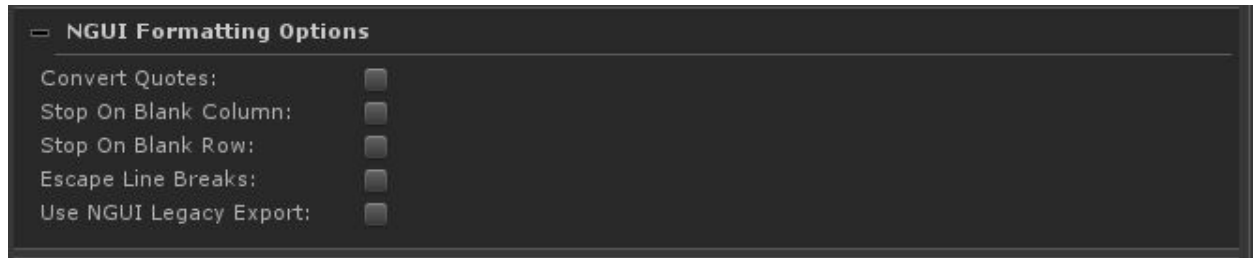 NGUI Formatting Options
Convert Quotes:
Stop On Blank Column:
Stop On Blank Row:
Escape Line Breaks:
Use NGUI Legacy Export: